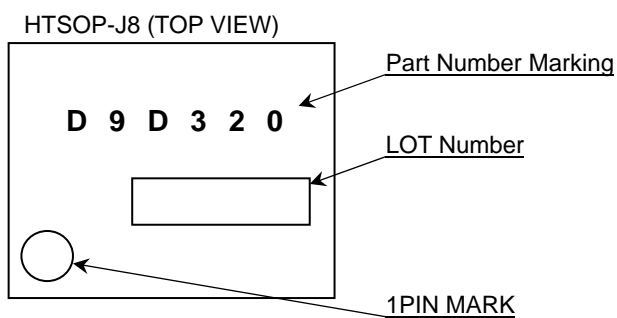 HTSOP-J8 (TOP VIEW)
Part Number Marking
D 9 D 3 2 0
LOT Number
1PIN MARK